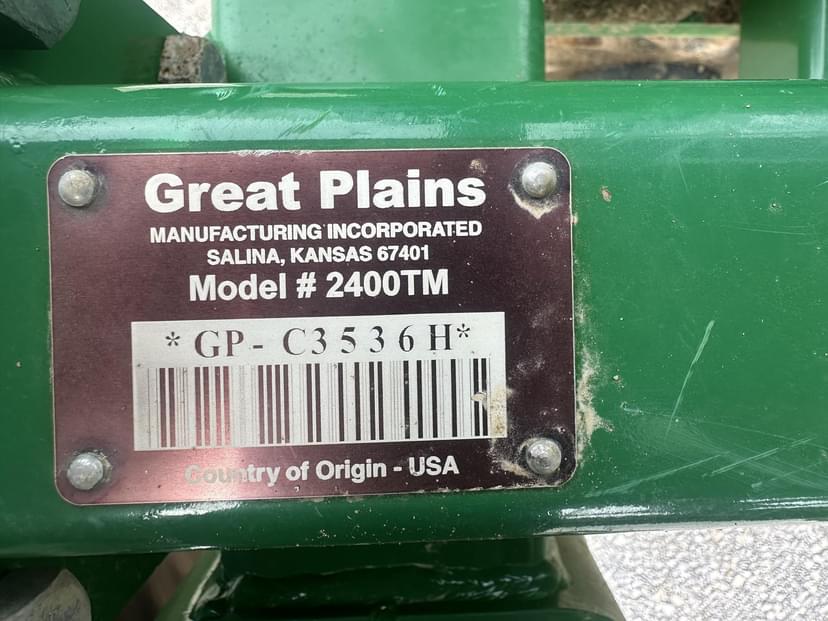 Great Plains
MANUFACTURING INCORPORATED
SALINA, KANSAS 67401
Model # 2400TM
*GP- C3536H*
Country of Origin - USA